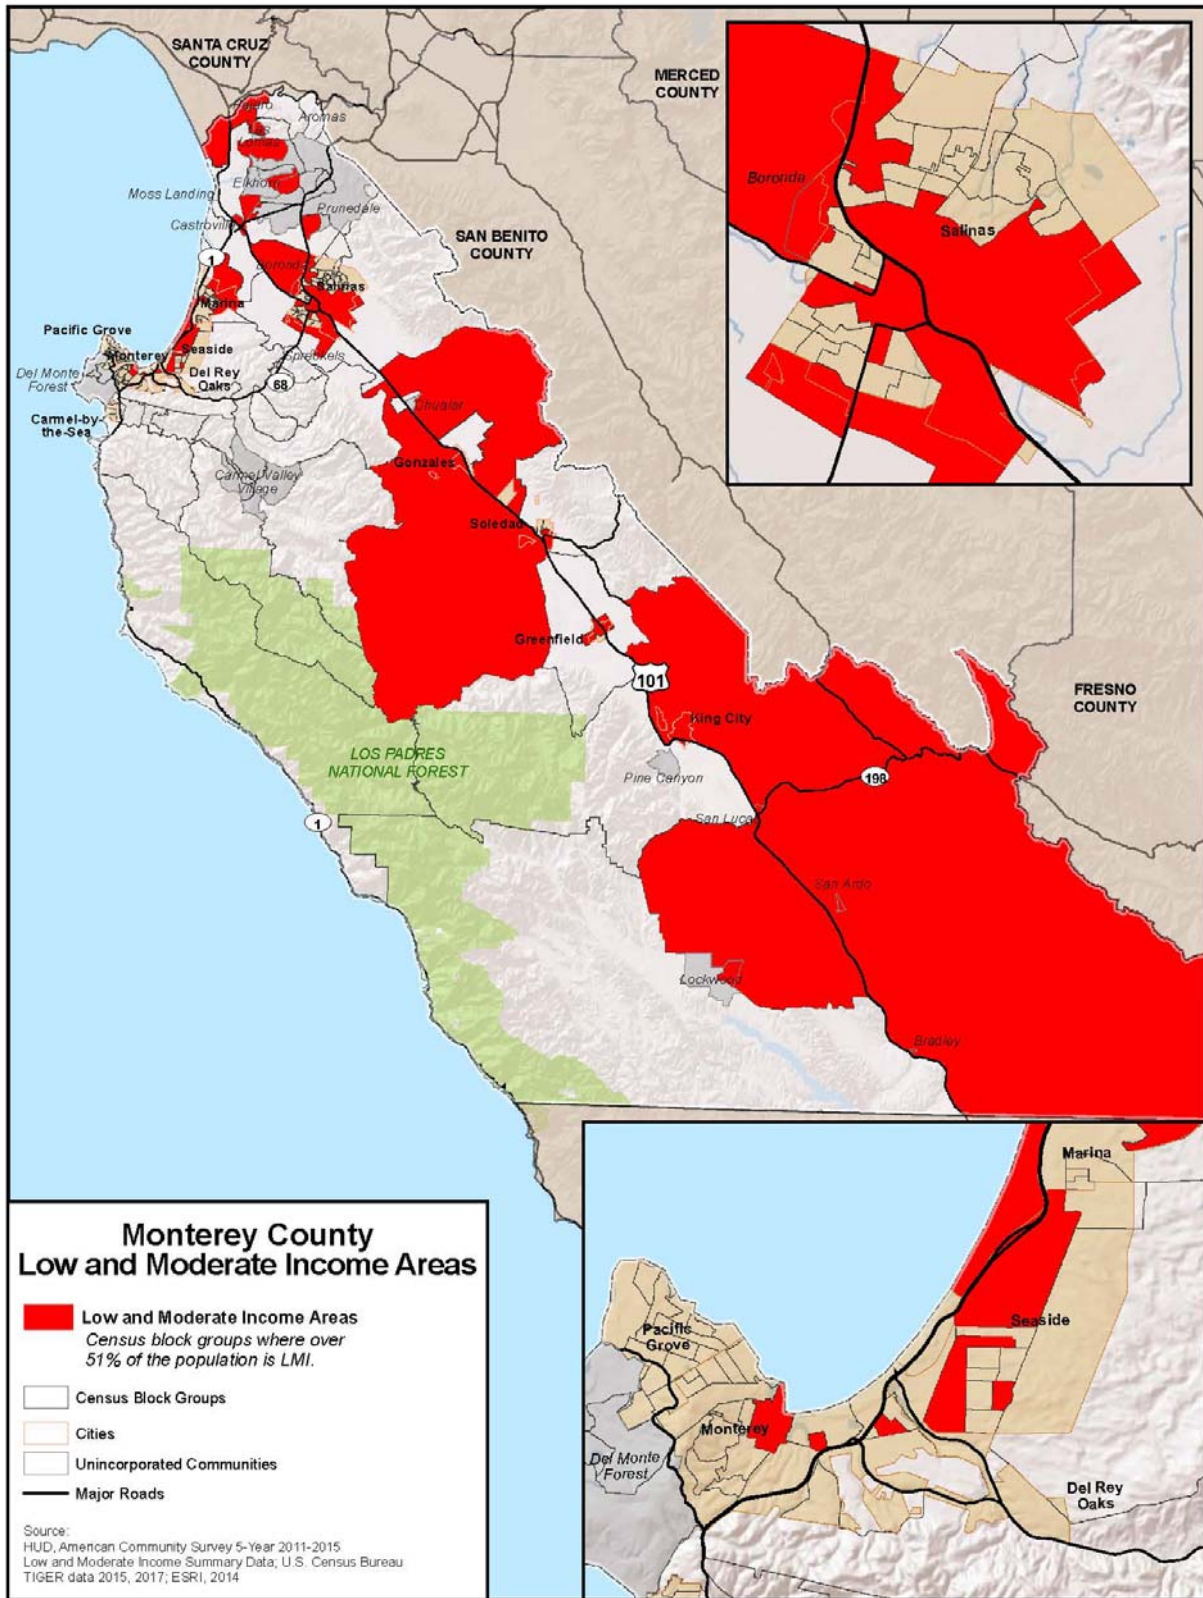 SANTA CRUZ
COUNTY
MERCED
COUNTY
Pajaro
Las
Lomas
Aromas
Elkhorn
Moss Landing
Prunedale
Castroville
SAN BENITO
COUNTY
1
Boronda
Salinas
Marina
Pacific Grove
Monterey
Seaside
Del Monte
Forest
Del Rey
Oaks
Spreckels
68
Carmel-by-
the-Sea
Chualar
Gonzales
Carmel Valley
Village
Soledad
Greenfield
101
King City
FRESNO
COUNTY
LOS PADRES
NATIONAL FOREST
Pine Canyon
198
1
San Lucas
San Ardo
Lockwood
Bradley
Boronda
Salinas
Marina
Seaside
Pacific
Grove
Monterey
Del Monte
Forest
Del Rey
Oaks
Monterey County
Low and Moderate Income Areas
Low and Moderate Income Areas
Census block groups where over
51% of the population is LMI.
Census Block Groups
Cities
Unincorporated Communities
Major Roads
Source:
HUD, American Community Survey 5-Year 2011-2015
Low and Moderate Income Summary Data; U.S. Census Bureau
TIGER data 2015, 2017; ESRI, 2014